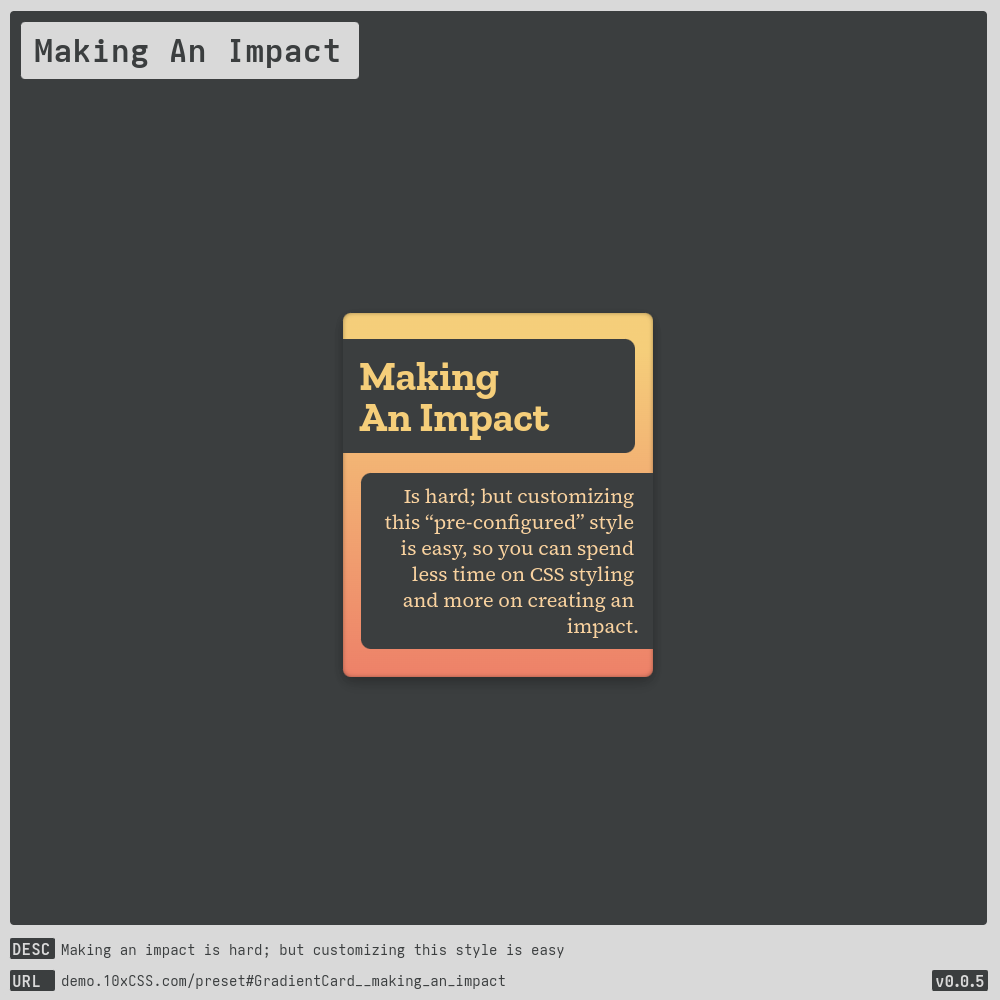 Making An Impact
Making
An Impact
Is hard; but customizing
this “pre-configured” style
is easy, so you can spend
less time on CSS styling
and more on creating an
impact.
DESC Making an impact is hard; but customizing this style is easy
URL demo.10xCSS.com/preset#GradientCard__making_an_impact
v0.0.5